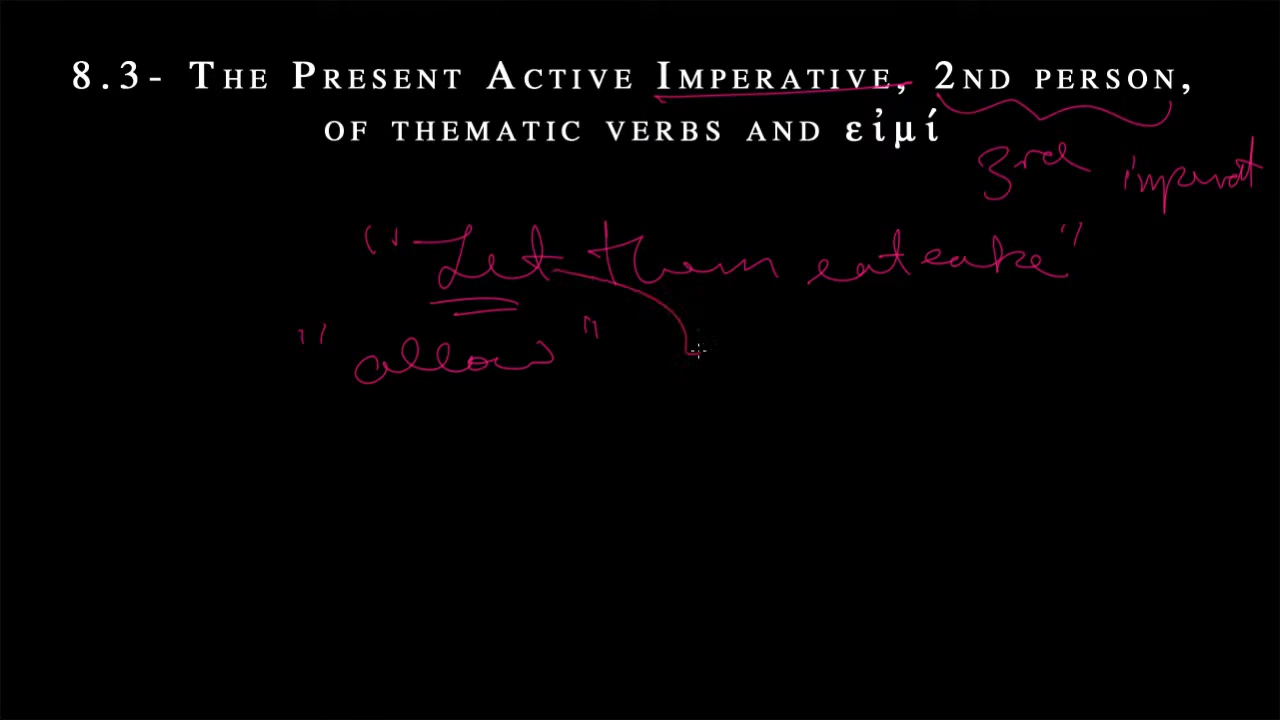 8.3- THE PRESENT ACTIVE IMPERATIVE, 2ND PERSON,
OF THEMATIC VERBS AND εἰμί
3rd imperat
"Let them eat cake"
"allow"